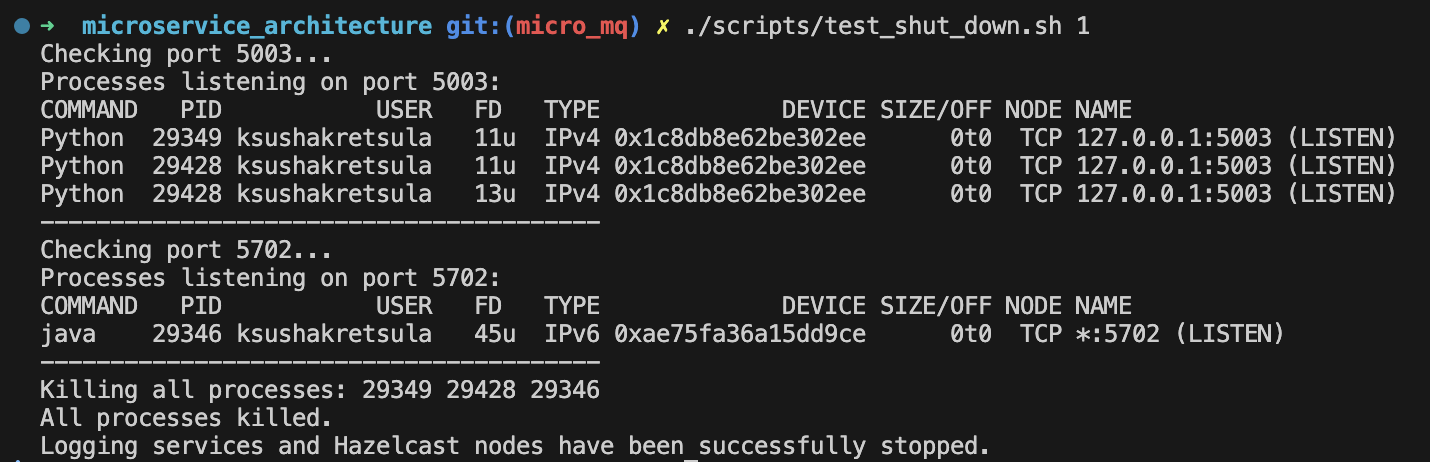 ➜  microservice_architecture git:(micro_mq) ✗ ./scripts/test_shut_down.sh 1
Checking port 5003...
Processes listening on port 5003:
COMMAND   PID           USER   FD   TYPE             DEVICE SIZE/OFF NODE NAME
Python  29349 ksushakretsula   11u  IPv4 0x1c8db8e62be302ee      0t0  TCP 127.0.0.1:5003 (LISTEN)
Python  29428 ksushakretsula   11u  IPv4 0x1c8db8e62be302ee      0t0  TCP 127.0.0.1:5003 (LISTEN)
Python  29428 ksushakretsula   13u  IPv4 0x1c8db8e62be302ee      0t0  TCP 127.0.0.1:5003 (LISTEN)
----------------------------------------
Checking port 5702...
Processes listening on port 5702:
COMMAND   PID           USER   FD   TYPE             DEVICE SIZE/OFF NODE NAME
java    29346 ksushakretsula   45u  IPv6 0xae75fa36a15dd9ce      0t0  TCP *:5702 (LISTEN)
----------------------------------------
Killing all processes: 29349 29428 29346
All processes killed.
Logging services and Hazelcast nodes have been successfully stopped.